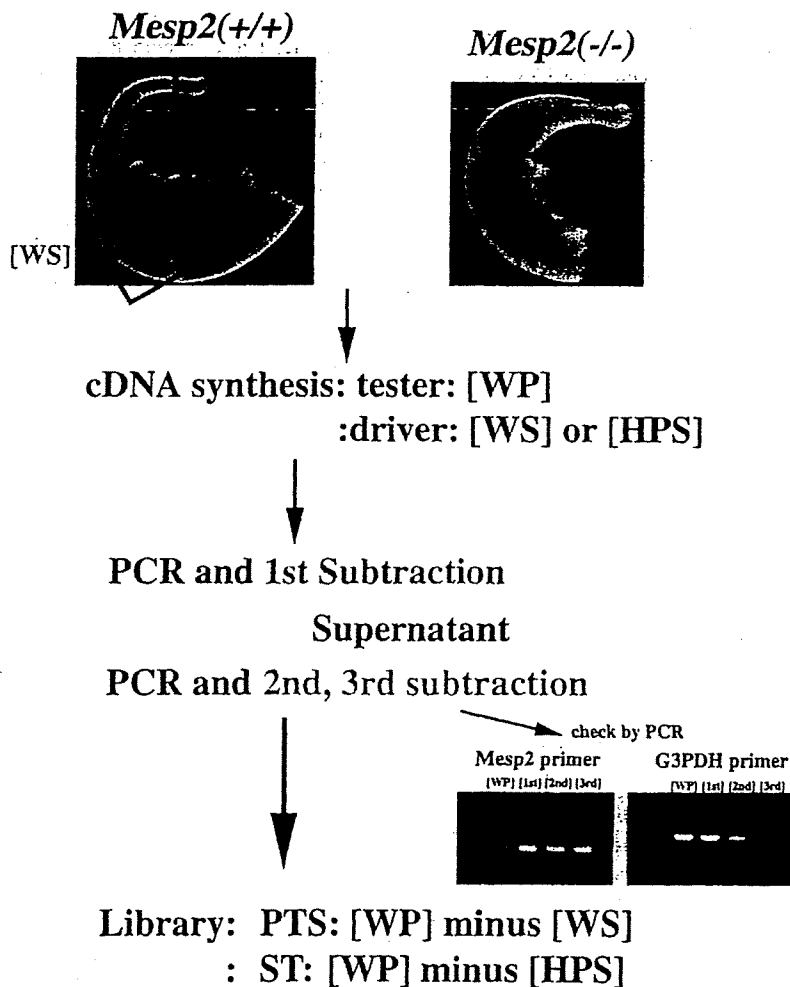 Mesp2(+/+)
Mesp2(-/-)
[WS]
cDNA synthesis: tester: [WP]
:driver: [WS] or [HPS]
PCR and 1st Subtraction
Supernatant
PCR and 2nd, 3rd subtraction
check by PCR
Mesp2 primer
G3PDH primer
[WP] [1st] [2nd] [3rd]
[WP] [1st] [2nd] [3rd]
Library: PTS: [WP] minus [WS]
: ST: [WP] minus [HPS]